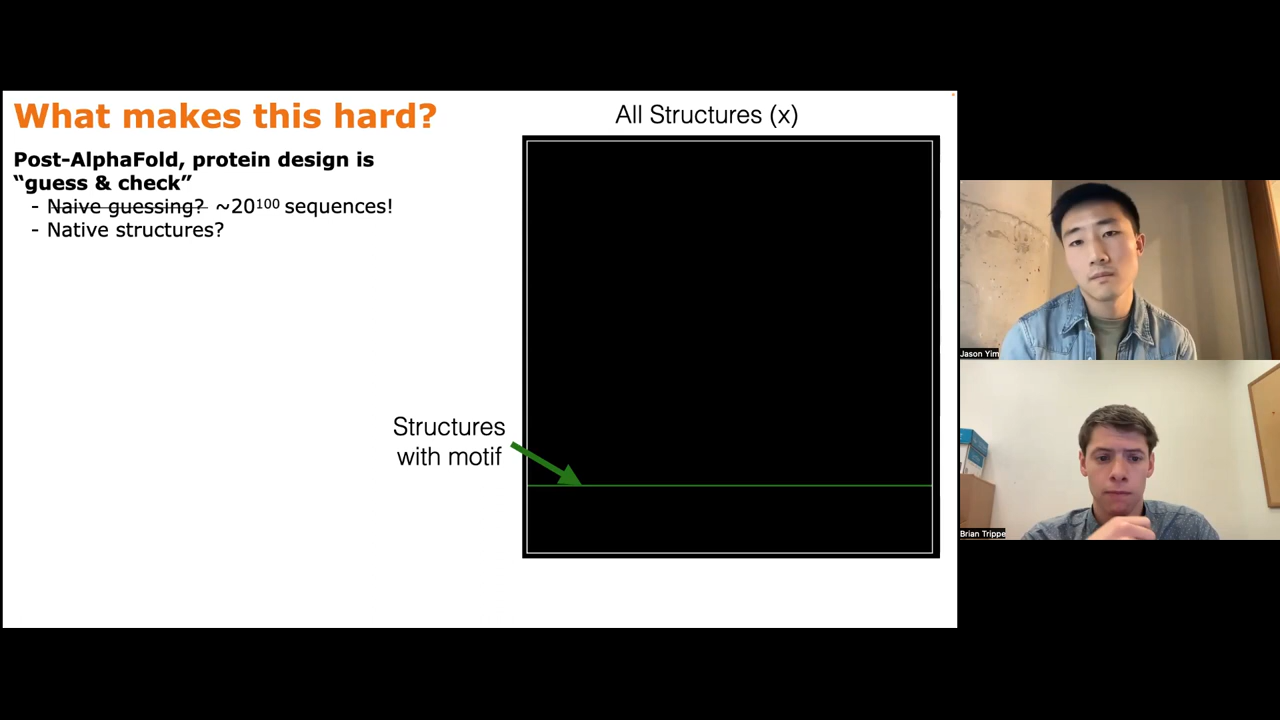 What makes this hard?
Post-AlphaFold, protein design is
“guess & check”
- Naive guessing? ~20¹⁰⁰ sequences!
- Native structures?
All Structures (x)
Structures
with motif
Jason Yim
Brian Trippe